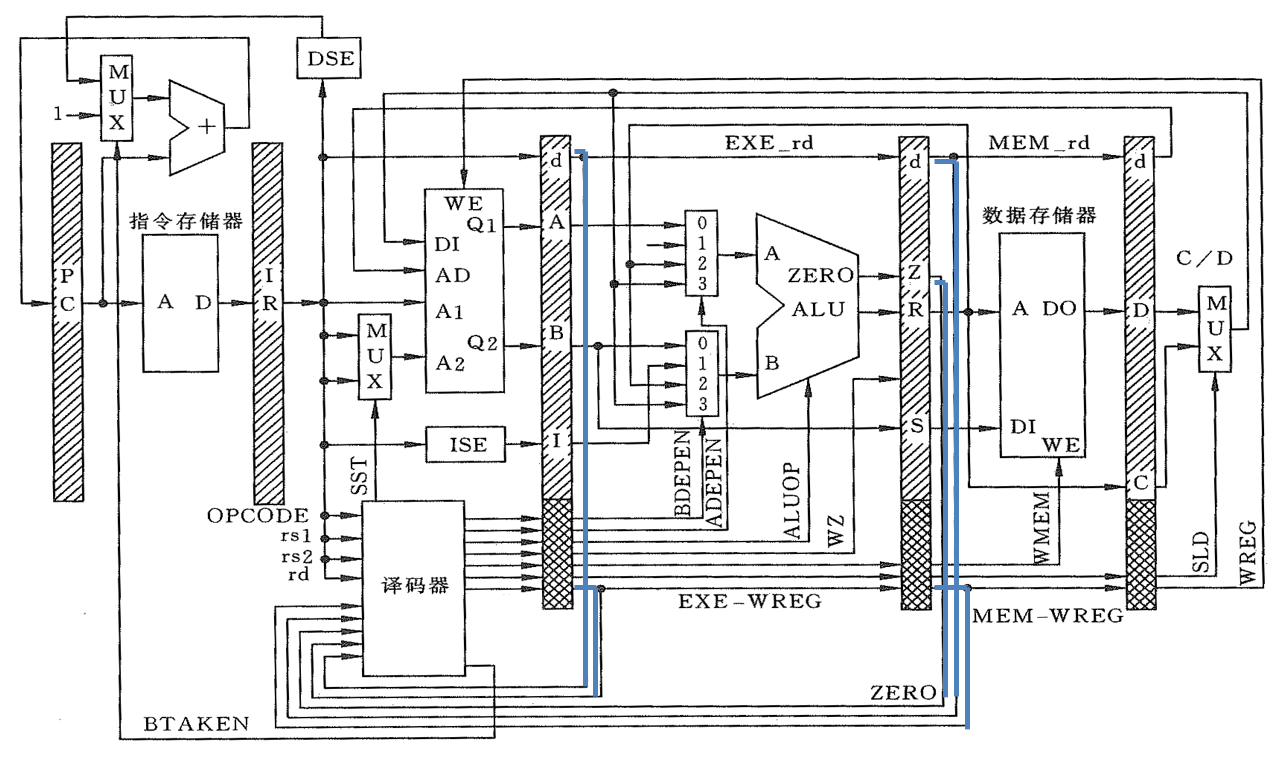 DSE
M
U
X
1
+
P
C
指令存储器
A D
I
R
M
U
X
SST
WE
DI
AD
A1
A2
Q1
Q2
ISE
OPCODE
rs1
rs2
rd
译码器
BTAKEN
d
A
B
I
EXE_rd
0
1
2
3
0
1
2
3
A
B
ZERO
ALU
BDEPEN
ADEPEN
ALUOP
WZ
EXE-WREG
d
Z
R
S
MEM_rd
数据存储器
A DO
DI
WE
WMEM
MEM-WREG
ZERO
d
D
C
C/D
M
U
X
SLD
WREG